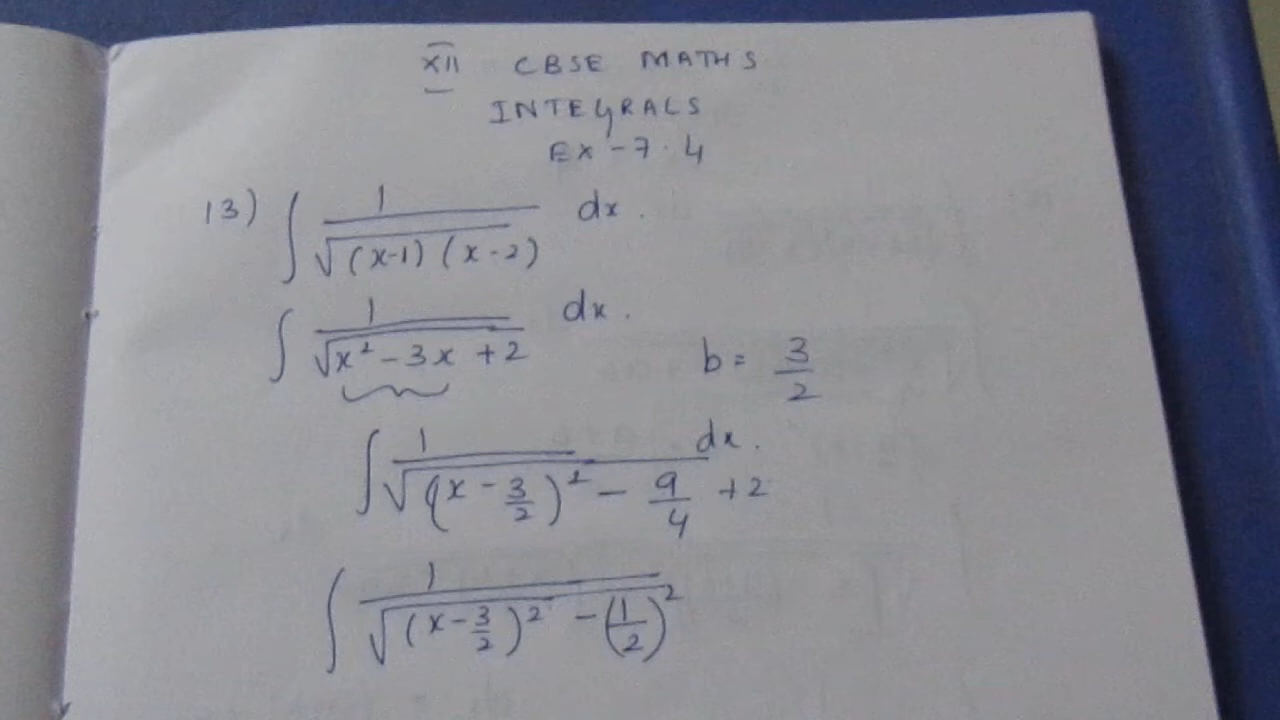 XII CBSE MATHS
INTEGRALS
EX-7.4
13) ∫ 1/√((x-1)(x-2)) dx.
∫ 1/√(x² - 3x + 2) dx.
b = 3/2
∫ 1/√((x - 3/2)² - 9/4 + 2) dx.
∫ 1/√((x - 3/2)² - (1/2)²)